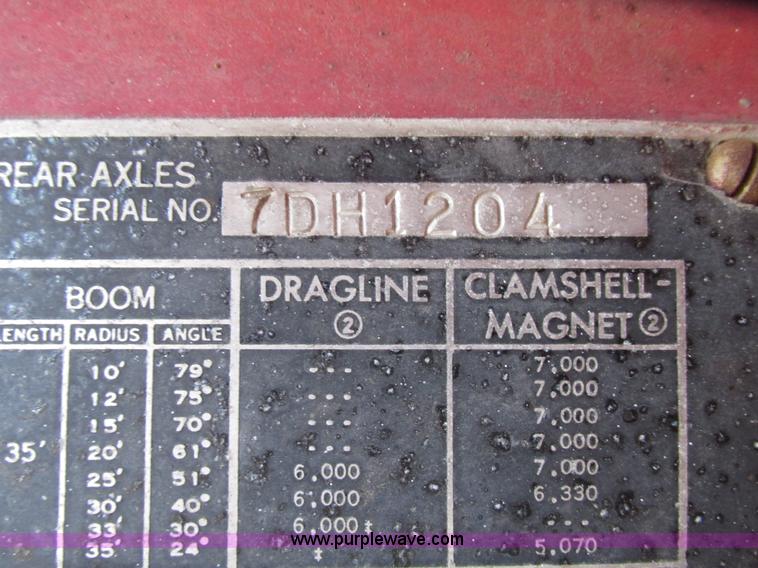 REAR AXLES
SERIAL NO. 7DH1204
BOOM DRAGLINE ② CLAMSHELL-MAGNET ②
LENGTH RADIUS ANGLE
10' 79° --- 7,000
12' 75° --- 7,000
15' 70° --- 7,000
35' 20' 61° --- 7,000
25' 51° 6,000 7,000
30' 40° 6,000 6,330
33' 30° 6,000‡ ---
35' 24° ‡ 5,070
www.purplewave.com